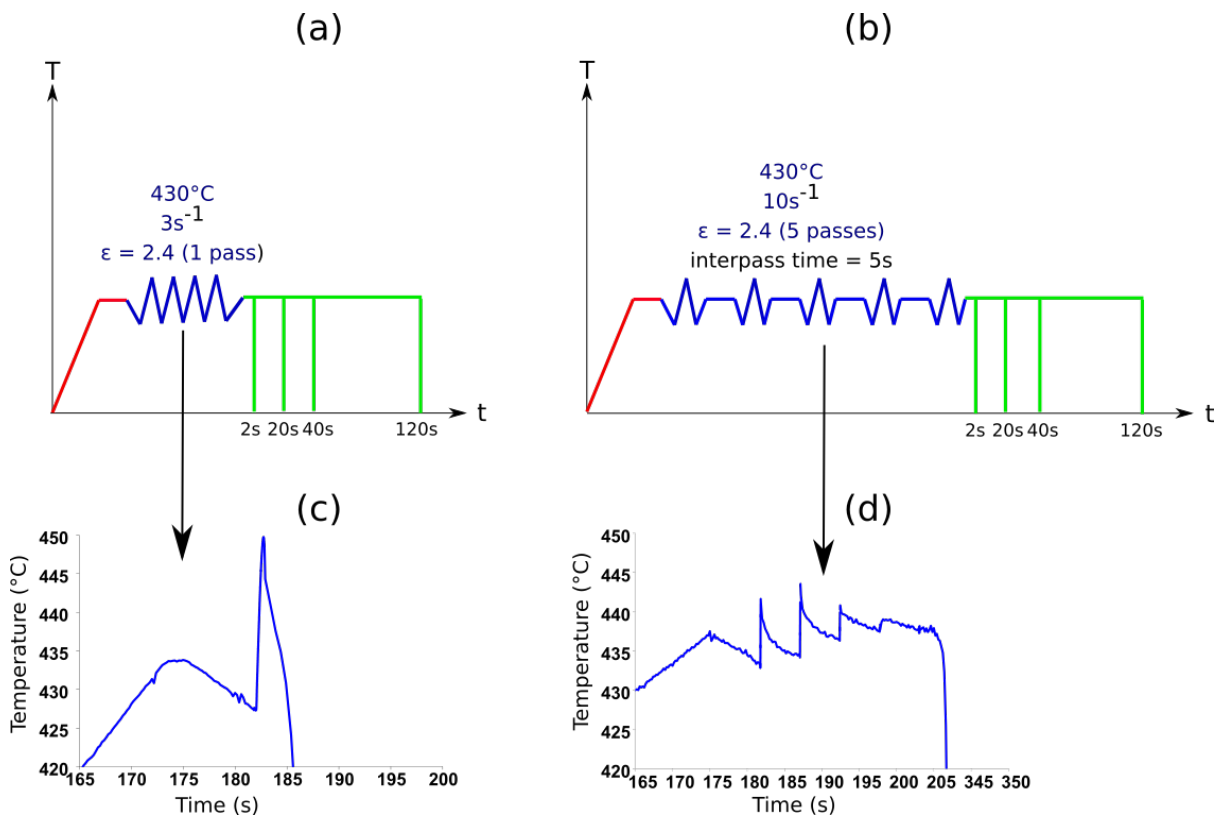 (a)
T
430°C
3s⁻¹
ε = 2.4 (1 pass)
t
2s 20s 40s 120s
(b)
T
430°C
10s⁻¹
ε = 2.4 (5 passes)
interpass time = 5s
t
2s 20s 40s 120s
(c)
Temperature (°C)
450
445
440
435
430
425
420
165 170 175 180 185 190 195 200
Time (s)
(d)
Temperature (°C)
450
445
440
435
430
425
420
165 170 175 180 185 190 200 205 345 350
Time (s)